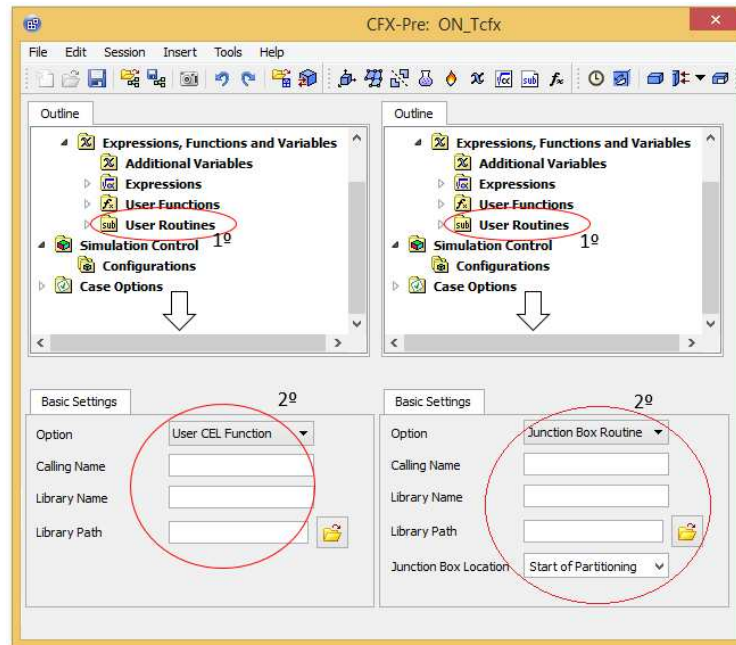 CFX-Pre: ON_Tcfx
File Edit Session Insert Tools Help
Outline
Expressions, Functions and Variables
Additional Variables
Expressions
User Functions
User Routines
1º
Simulation Control
Configurations
Case Options
Basic Settings
2º
Option User CEL Function
Calling Name
Library Name
Library Path
Outline
Expressions, Functions and Variables
Additional Variables
Expressions
User Functions
User Routines
1º
Simulation Control
Configurations
Case Options
Basic Settings
2º
Option Junction Box Routine
Calling Name
Library Name
Library Path
Junction Box Location Start of Partitioning